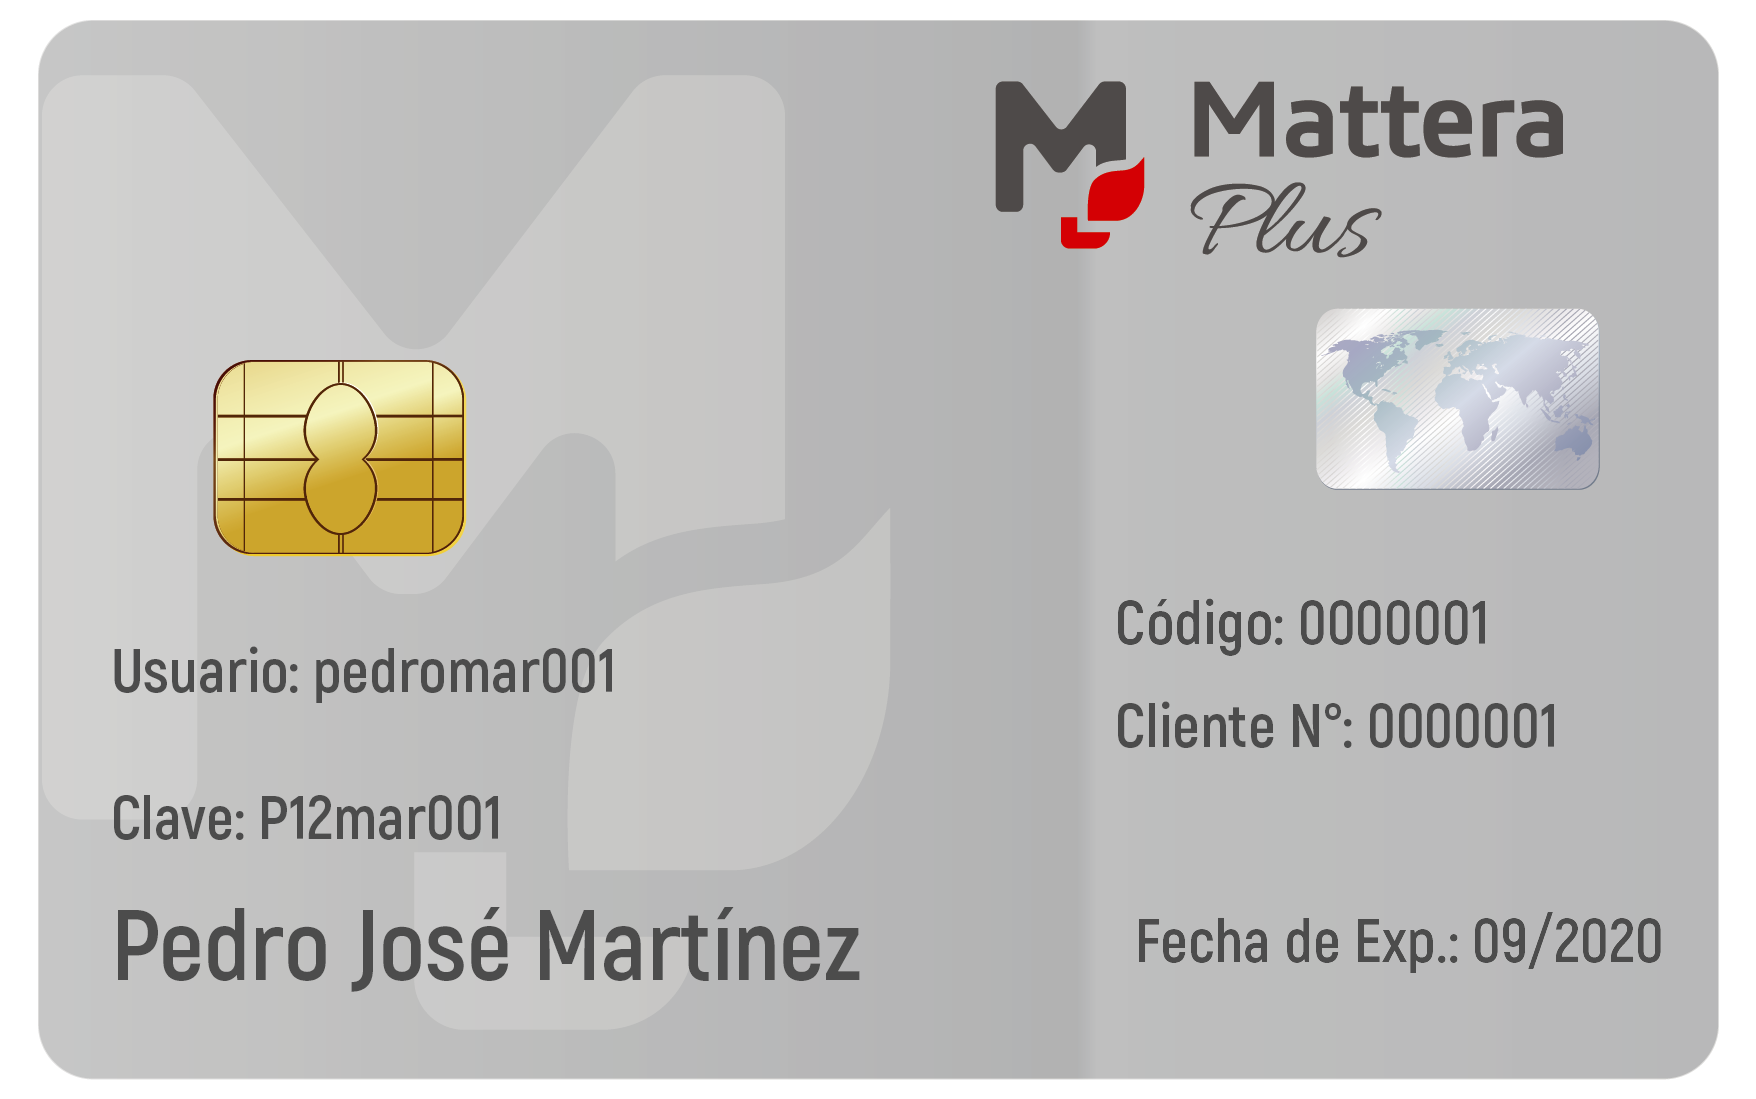 Mattera
Plus
Código: 0000001
Usuario: pedromar001
Cliente N°: 0000001
Clave: P12mar001
Pedro José Martínez
Fecha de Exp.: 09/2020